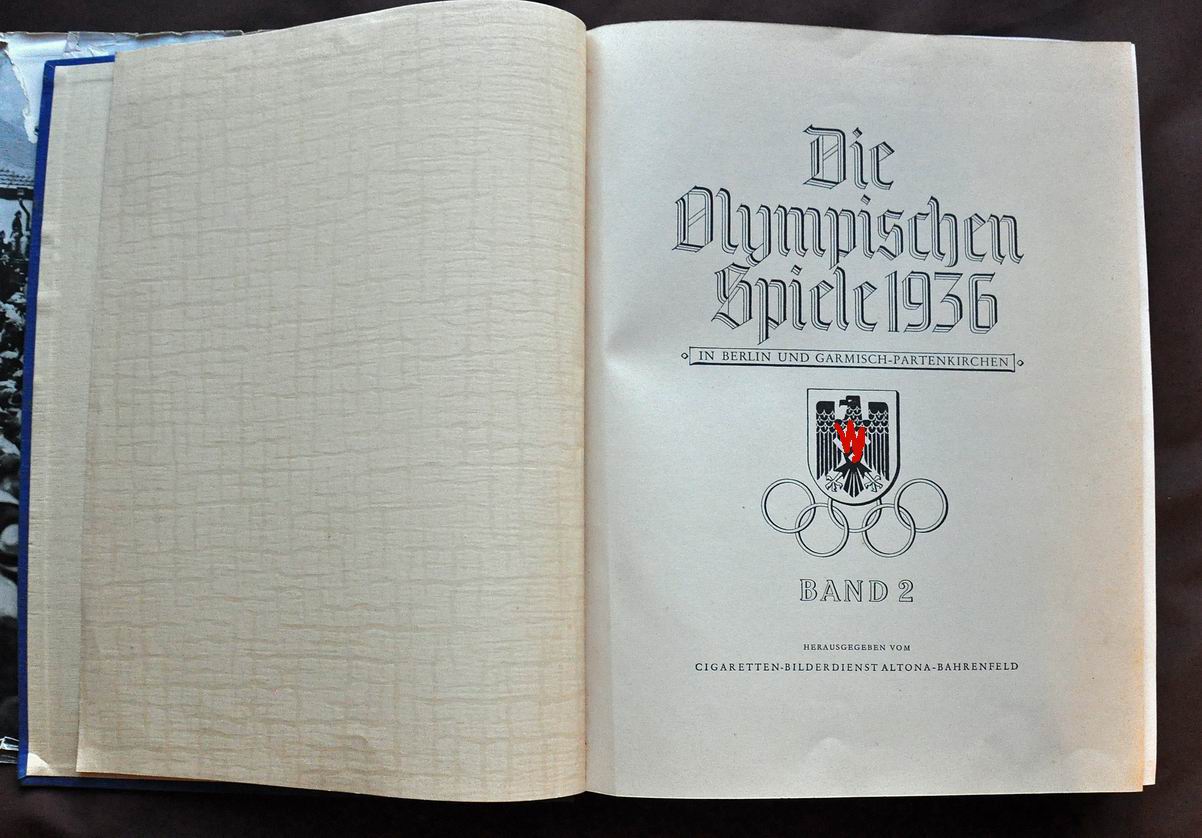 Die
Olympischen
Spiele 1936
IN BERLIN UND GARMISCH-PARTENKIRCHEN
BAND 2
HERAUSGEGEBEN VOM
CIGARETTEN-BILDERDIENST ALTONA-BAHRENFELD